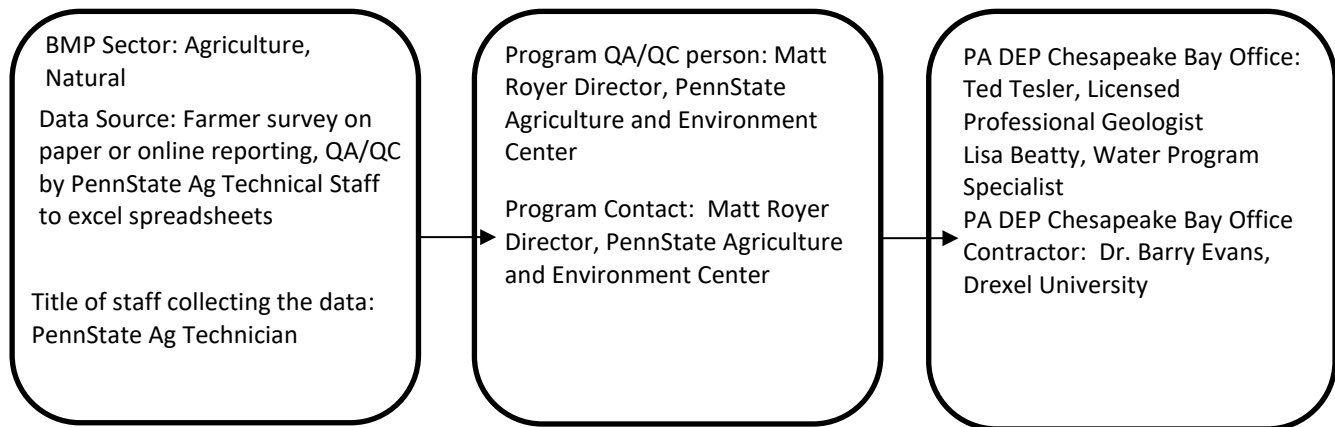 BMP Sector: Agriculture,
Natural
Data Source: Farmer survey on
paper or online reporting, QA/QC
by PennState Ag Technical Staff
to excel spreadsheets
Title of staff collecting the data:
PennState Ag Technician
Program QA/QC person: Matt
Royer Director, PennState
Agriculture and Environment
Center
Program Contact: Matt Royer
Director, PennState Agriculture
and Environment Center
PA DEP Chesapeake Bay Office:
Ted Tesler, Licensed
Professional Geologist
Lisa Beatty, Water Program
Specialist
PA DEP Chesapeake Bay Office
Contractor: Dr. Barry Evans,
Drexel University